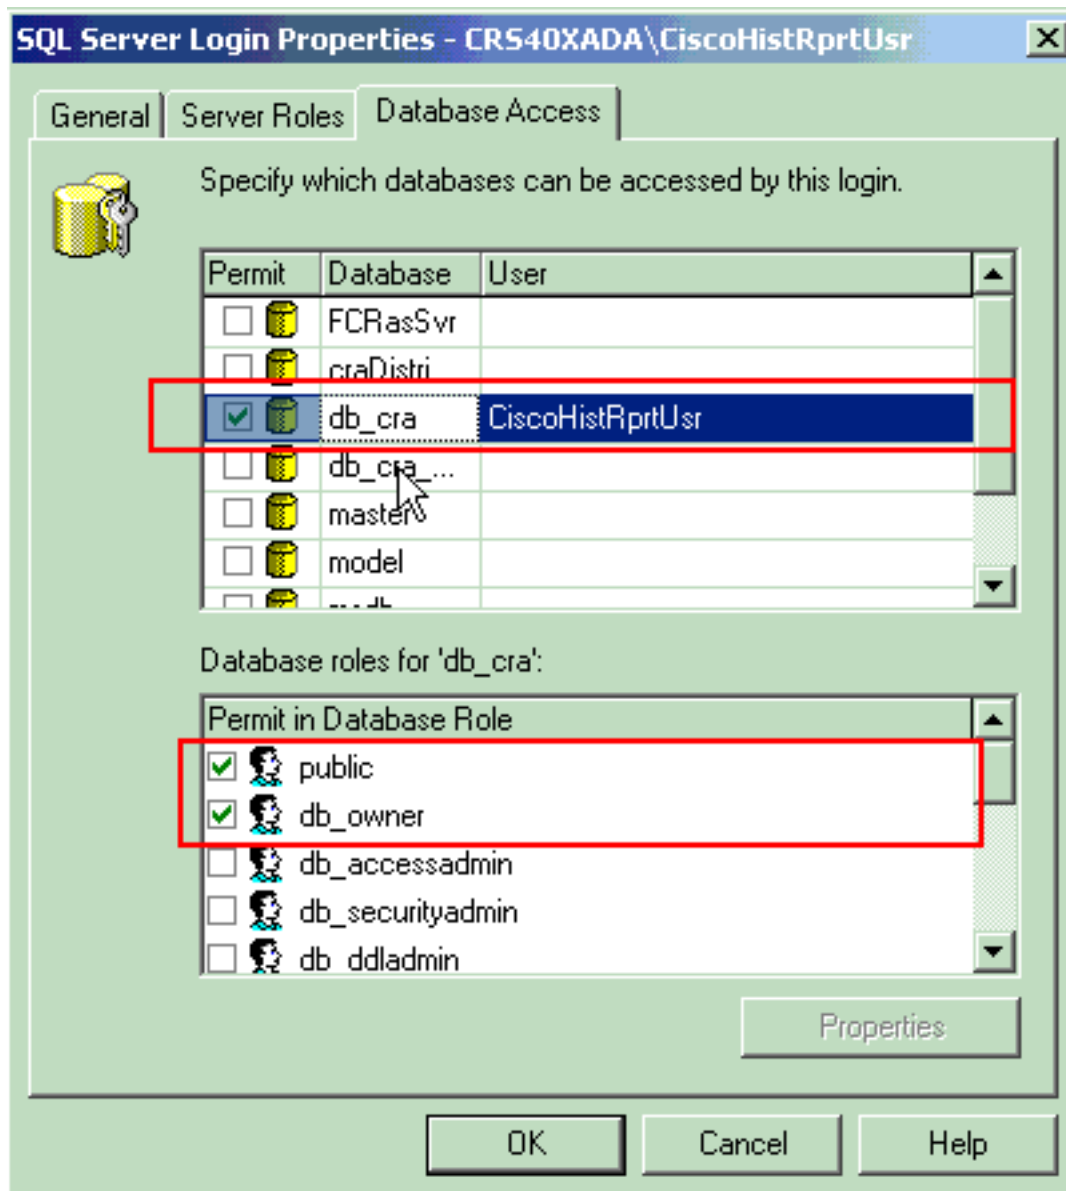 SQL Server Login Properties - CRS40XADA\CiscoHistRprtUsr
General Server Roles Database Access
Specify which databases can be accessed by this login.
Permit Database User
FCRasSvr
craDistri
db_cra CiscoHistRprtUsr
db_cra_...
master
model
Database roles for 'db_cra':
Permit in Database Role
public
db_owner
db_accessadmin
db_securityadmin
db_ddladmin
Properties
OK Cancel Help